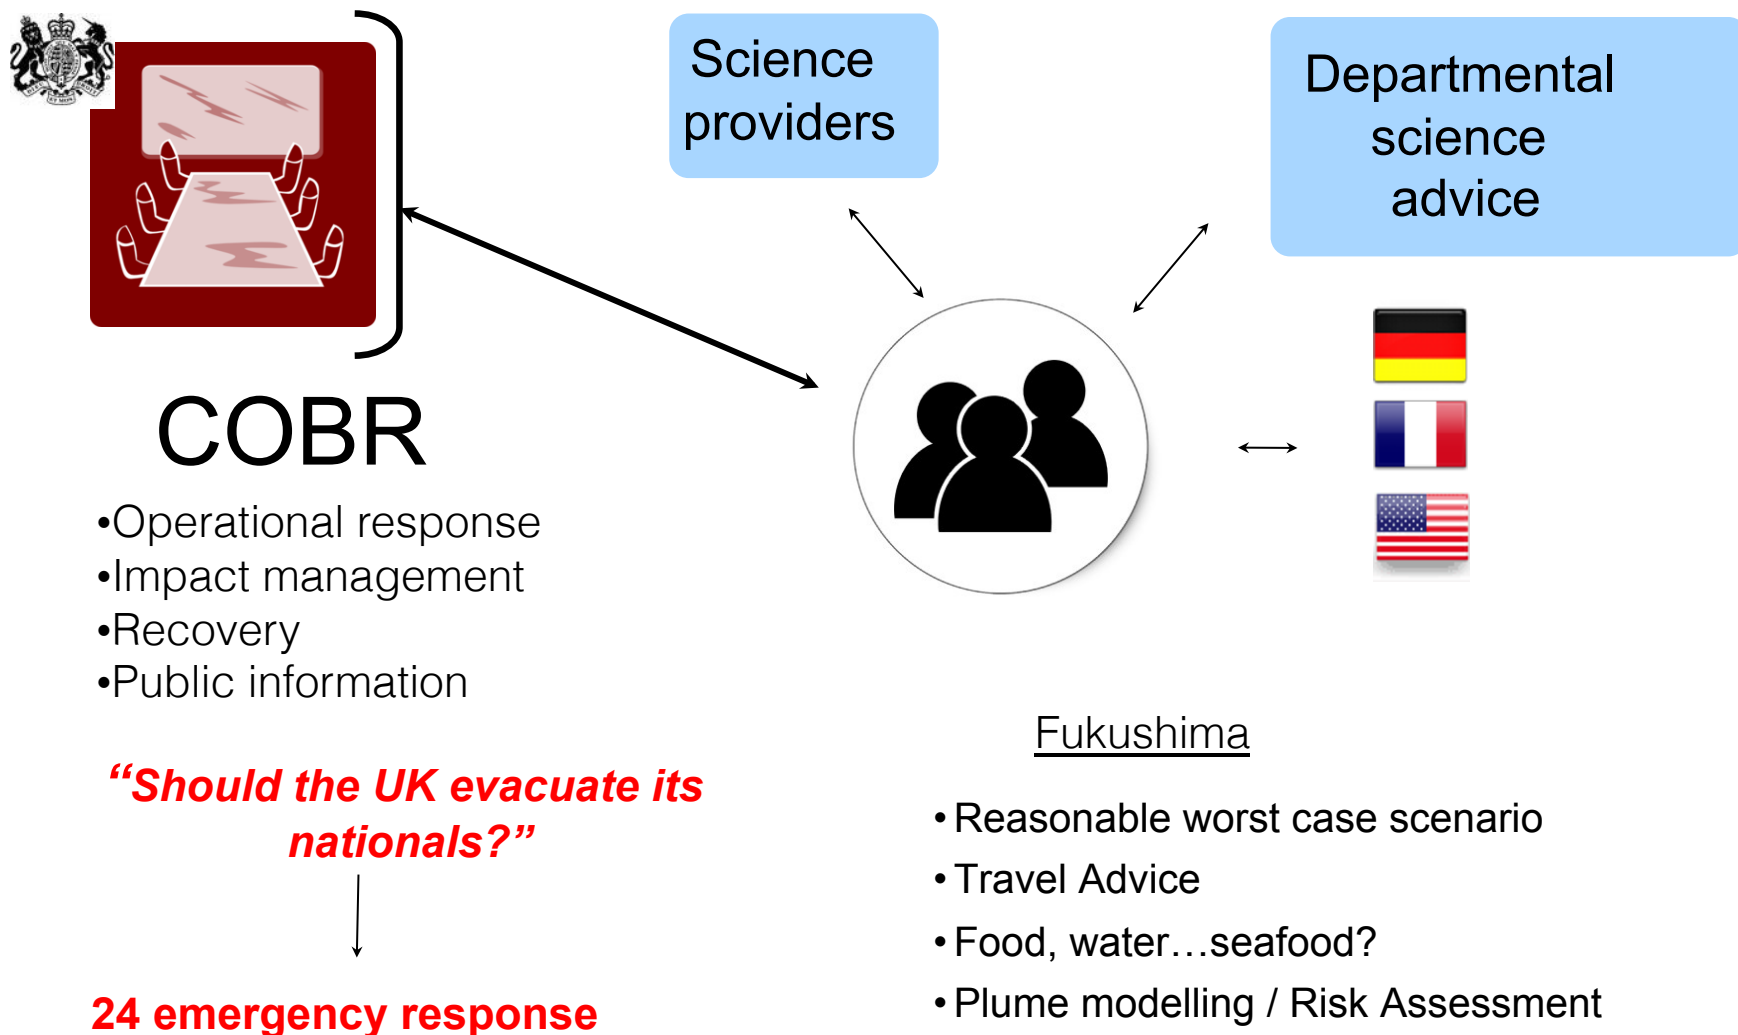 Science
providers
Departmental
science
advice
COBR
•Operational response
•Impact management
•Recovery
•Public information
“Should the UK evacuate its
nationals?”
24 emergency response
Fukushima
• Reasonable worst case scenario
• Travel Advice
• Food, water…seafood?
• Plume modelling / Risk Assessment